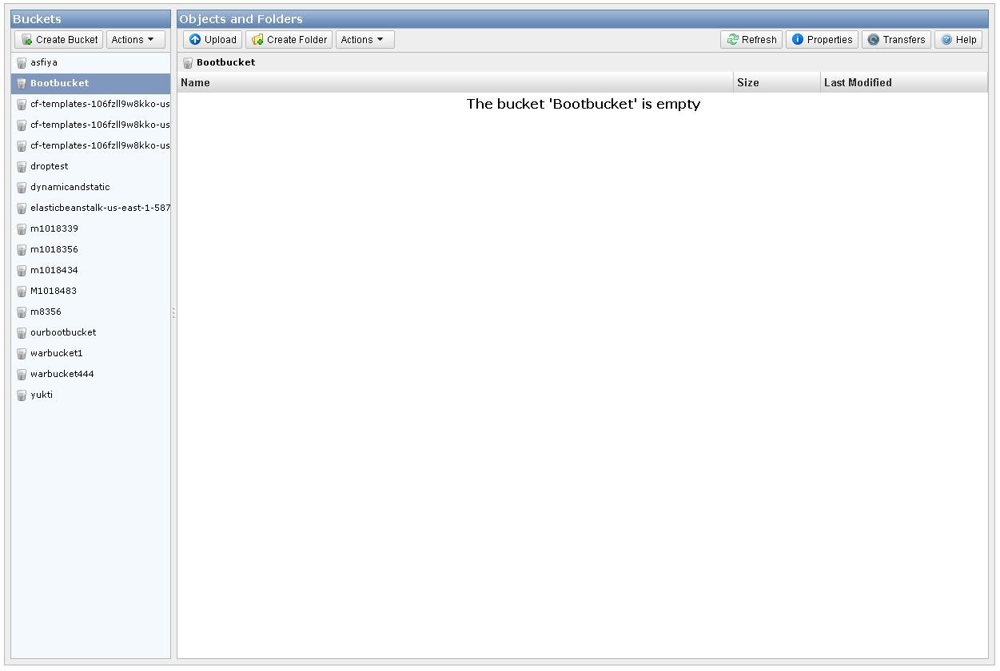 Buckets
Create Bucket Actions
asfiya
Bootbucket
cf-templates-106fzll9w8kko-us
cf-templates-106fzll9w8kko-us
cf-templates-106fzll9w8kko-us
droptest
dynamicandstatic
elasticbeanstalk-us-east-1-587
m1018339
m1018356
m1018434
M1018483
m8356
ourbootbucket
warbucket1
warbucket444
yukti
Objects and Folders
Upload Create Folder Actions Refresh Properties Transfers Help
Bootbucket
Name Size Last Modified
The bucket 'Bootbucket' is empty